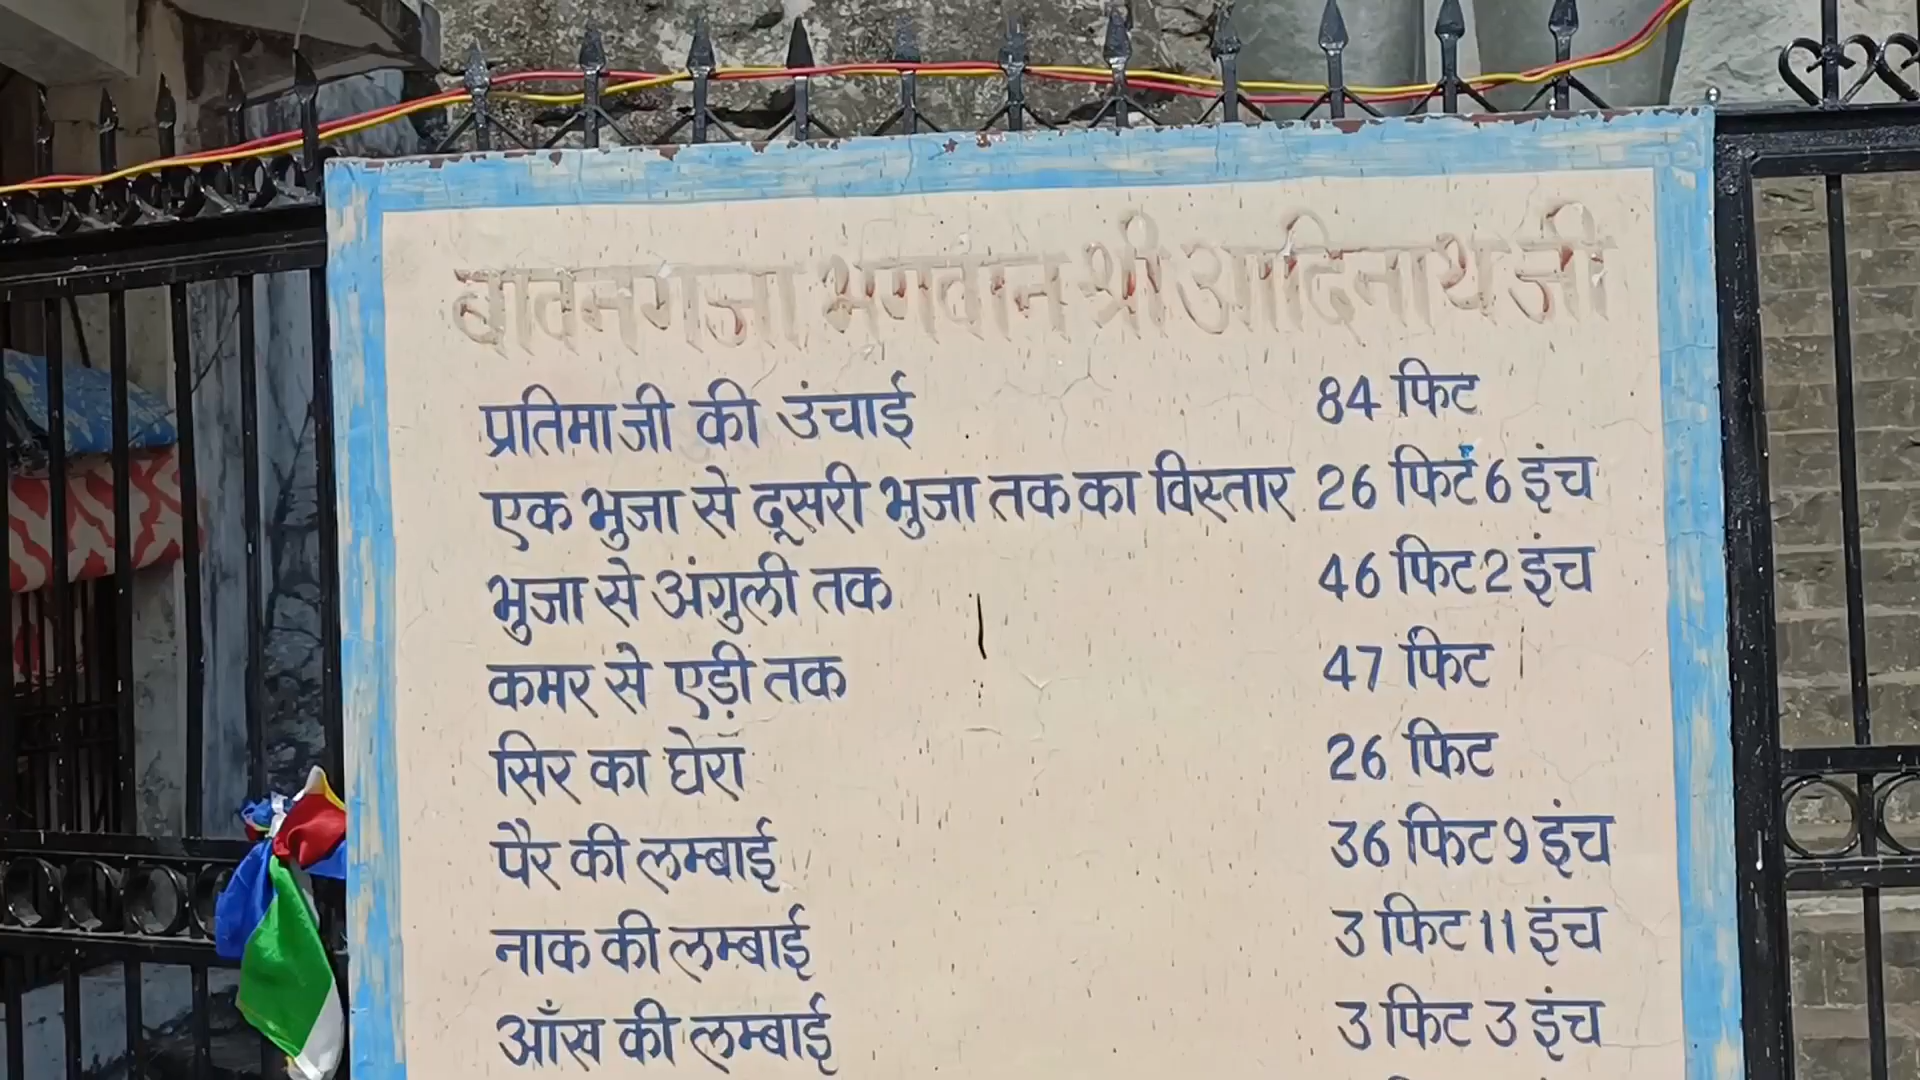 बावनगजा भगवान श्री आदिनाथ जी
प्रतिमा जी की उंचाई 84 फिट
एक भुजा से दूसरी भुजा तक का विस्तार 26 फिट 6 इंच
भुजा से अंगुली तक 46 फिट 2 इंच
कमर से एड़ी तक 47 फिट
सिर का घेरा 26 फिट
पैर की लम्बाई 36 फिट 9 इंच
नाक की लम्बाई 3 फिट 11 इंच
आँख की लम्बाई 3 फिट 3 इंच